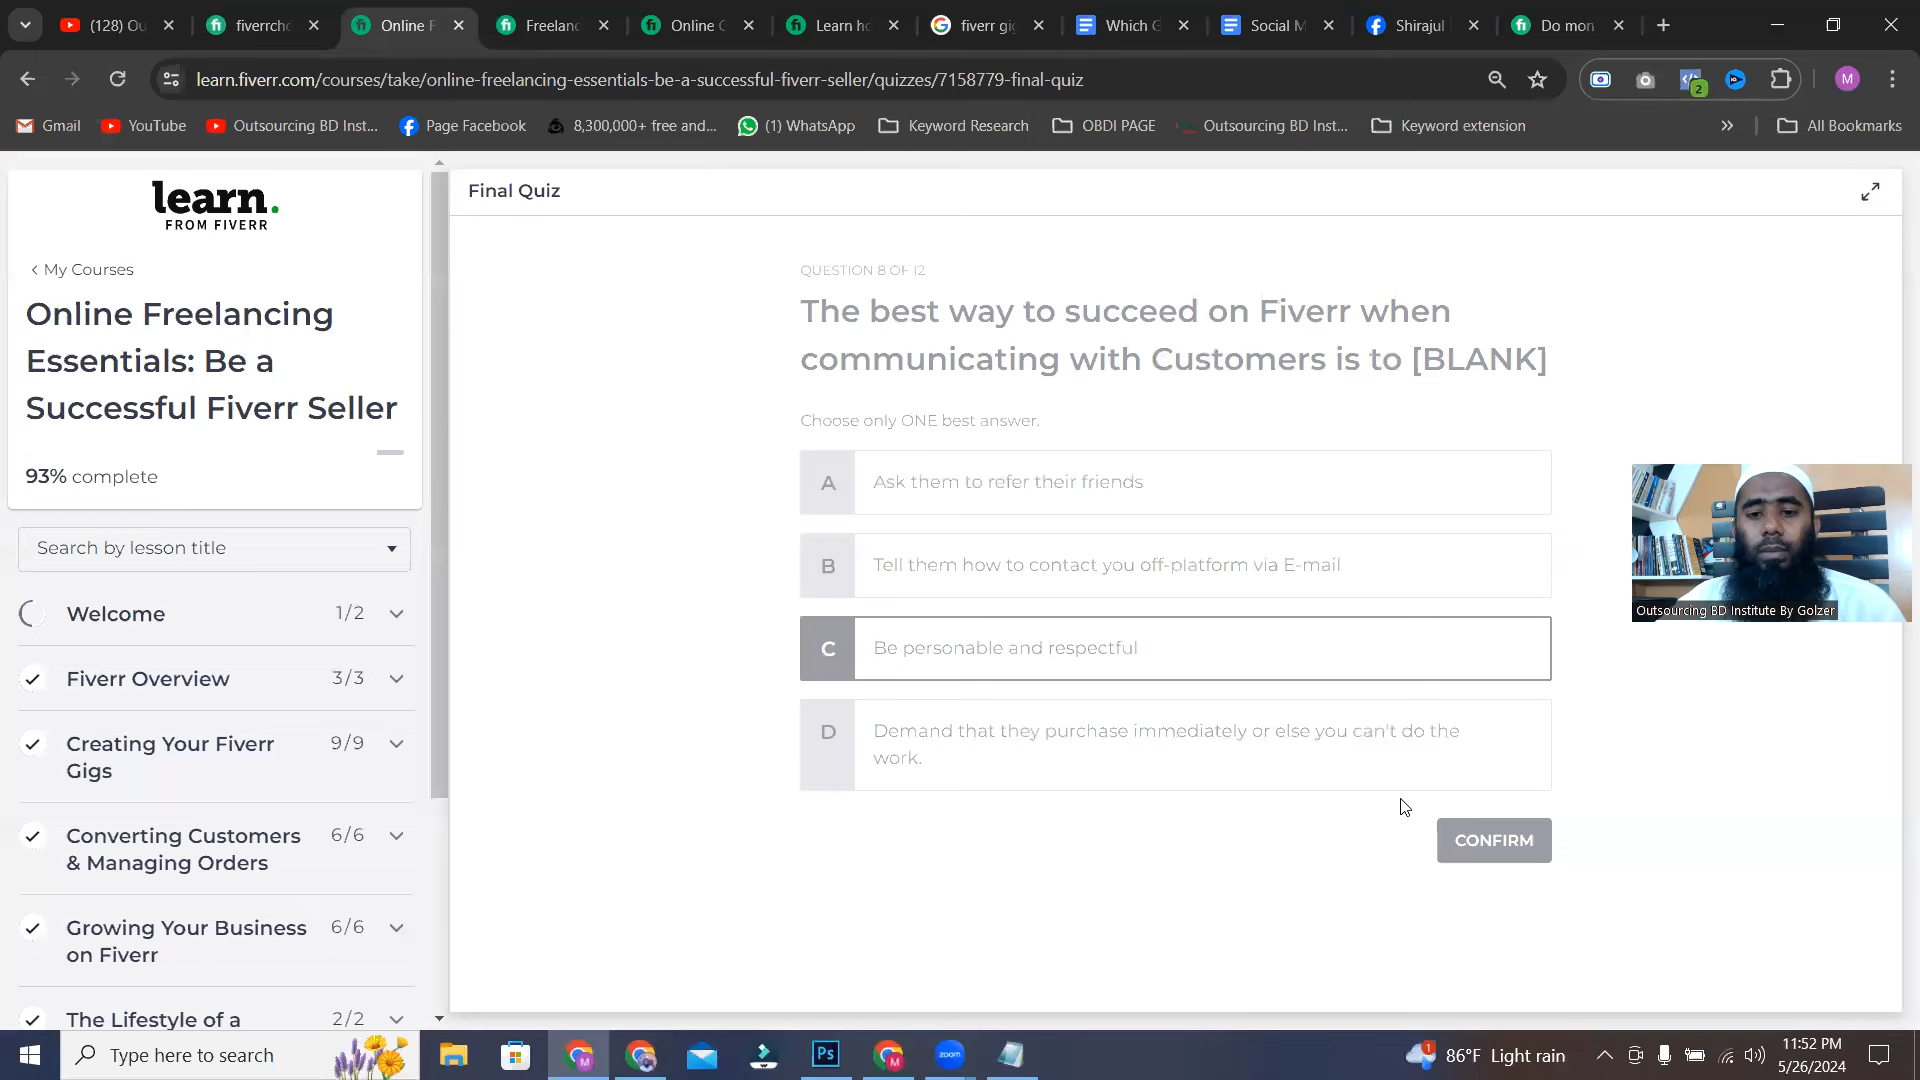 (128) Ou
fiverrcho
Online F
Freelanc
Online C
Learn ho
fiverr gi
Which G
Social M
Shirajul
Do mon
learn.fiverr.com/courses/take/online-freelancing-essentials-be-a-successful-fiverr-seller/quizzes/7158779-final-quiz
2
M
Gmail
YouTube
Outsourcing BD Inst...
Page Facebook
8,300,000+ free and...
(1) WhatsApp
Keyword Research
OBDI PAGE
Outsourcing BD Inst...
Keyword extension
All Bookmarks
learn.
FROM FIVERR
My Courses
Online Freelancing
Essentials: Be a
Successful Fiverr Seller
93% complete
Search by lesson title
Welcome 1/2
Fiverr Overview 3/3
Creating Your Fiverr 9/9
Gigs
Converting Customers 6/6
& Managing Orders
Growing Your Business 6/6
on Fiverr
The Lifestyle of a 2/2
Final Quiz
QUESTION 8 OF 12
The best way to succeed on Fiverr when
communicating with Customers is to [BLANK]
Choose only ONE best answer.
A Ask them to refer their friends
B Tell them how to contact you off-platform via E-mail
C Be personable and respectful
D Demand that they purchase immediately or else you can't do the
work.
CONFIRM
Outsourcing BD Institute By Golzer
Type here to search
Ps
M
zoom
1
86°F Light rain
11:52 PM
5/26/2024